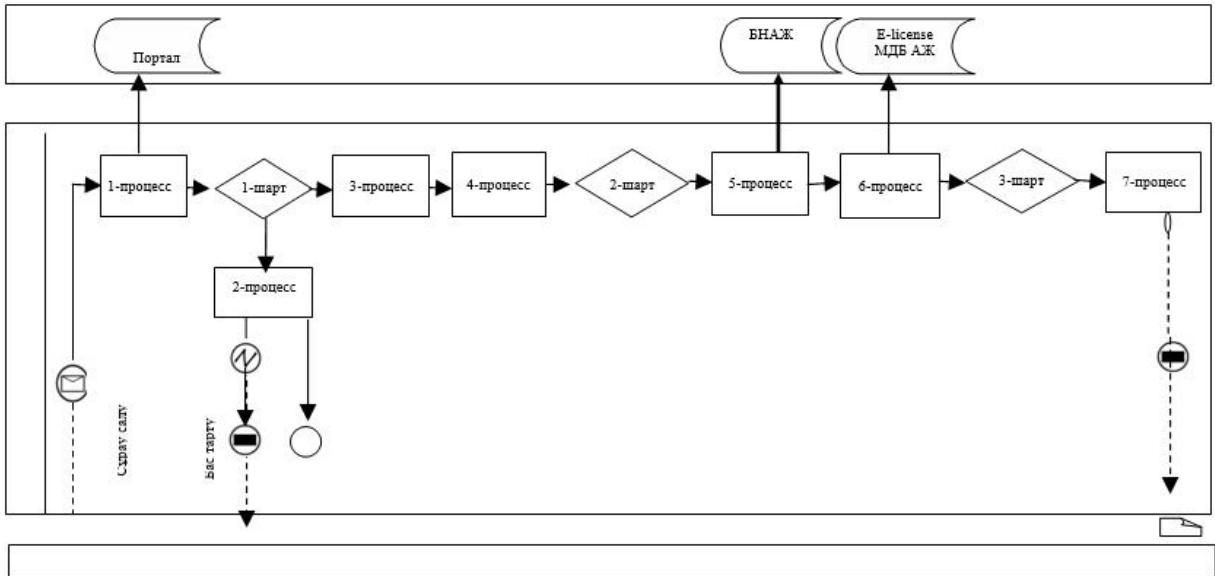 Портал
БНАЖ
E-license
МДБ АЖ
1-процесс
1-шарт
3-процесс
4-процесс
2-шарт
5-процесс
6-процесс
3-шарт
7-процесс
2-процесс
Сұрау салу
Бас тарту